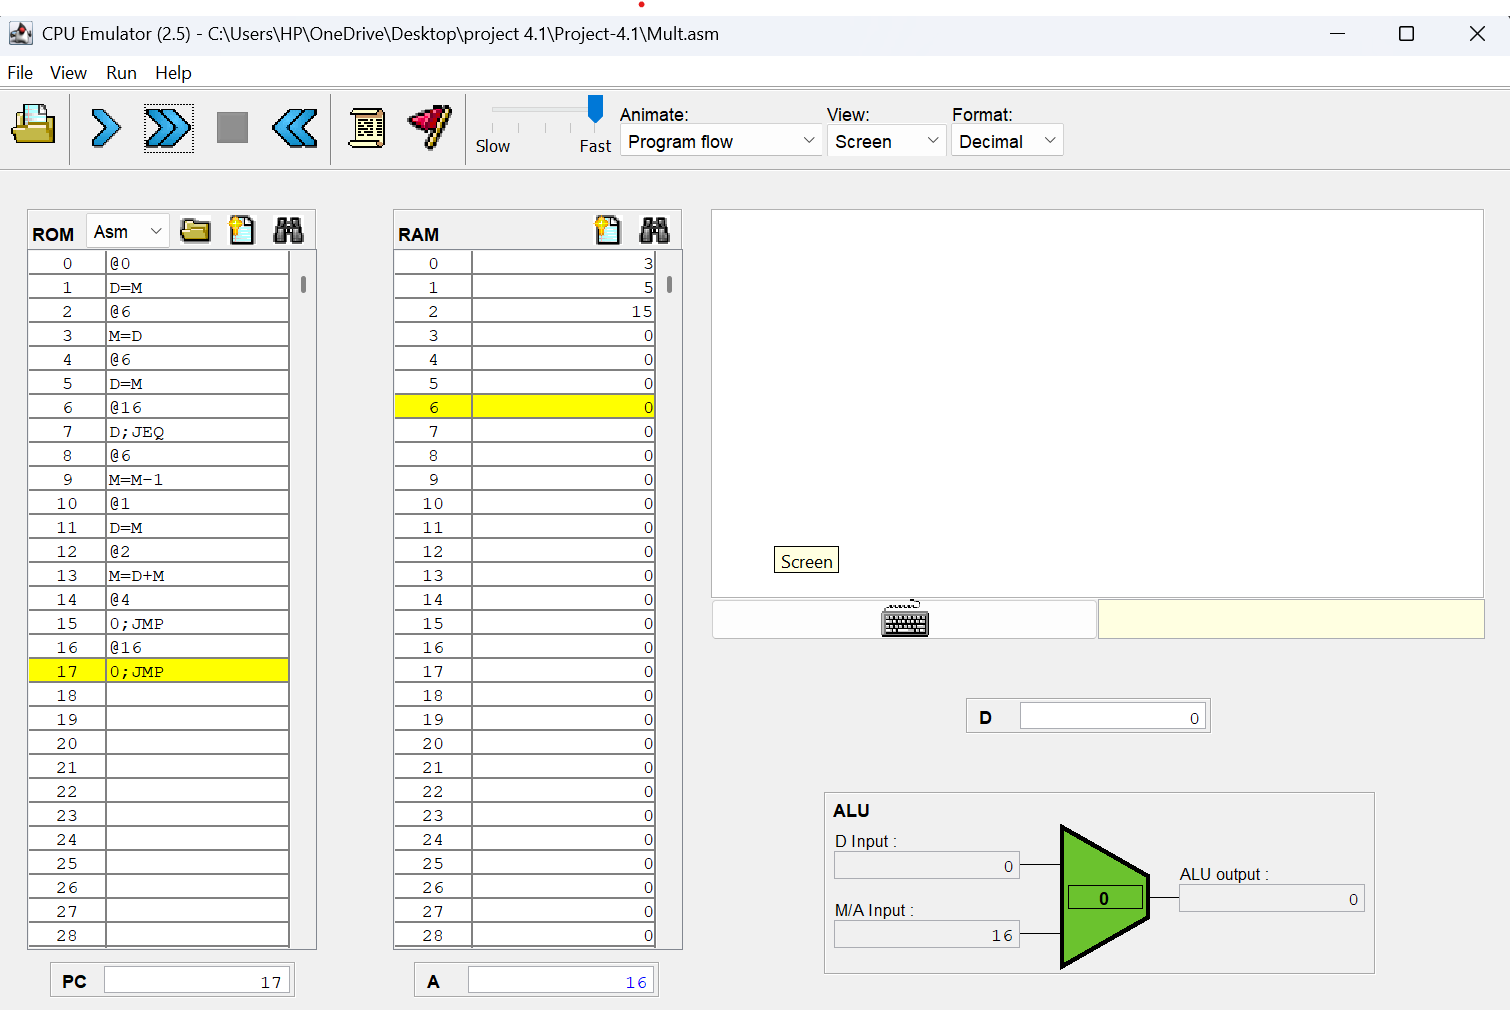 CPU Emulator (2.5) - C:\Users\HP\OneDrive\Desktop\project 4.1\Project-4.1\Mult.asm
File View Run Help
Slow Fast
Animate: View: Format:
Program flow Screen Decimal
ROM Asm
0 @0
1 D=M
2 @6
3 M=D
4 @6
5 D=M
6 @16
7 D;JEQ
8 @6
9 M=M-1
10 @1
11 D=M
12 @2
13 M=D+M
14 @4
15 0;JMP
16 @16
17 0;JMP
18
19
20
21
22
23
24
25
26
27
28
PC 17
RAM
0 3
1 5
2 15
3 0
4 0
5 0
6 0
7 0
8 0
9 0
10 0
11 0
12 0
13 0
14 0
15 0
16 0
17 0
18 0
19 0
20 0
21 0
22 0
23 0
24 0
25 0
26 0
27 0
28 0
A 16
Screen
D 0
ALU
D Input :
0
M/A Input :
16
0
ALU output :
0